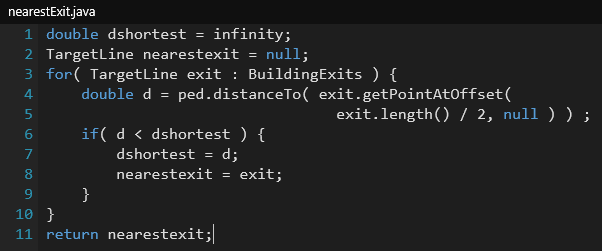 nearestExit.java
1 double dshortest = infinity;
2 TargetLine nearestexit = null;
3 for( TargetLine exit : BuildingExits ) {
4     double d = ped.distanceTo( exit.getPointAtOffset(
5                                 exit.length() / 2, null ) ) ;
6     if( d < dshortest ) {
7         dshortest = d;
8         nearestexit = exit;
9     }
10 }
11 return nearestexit;